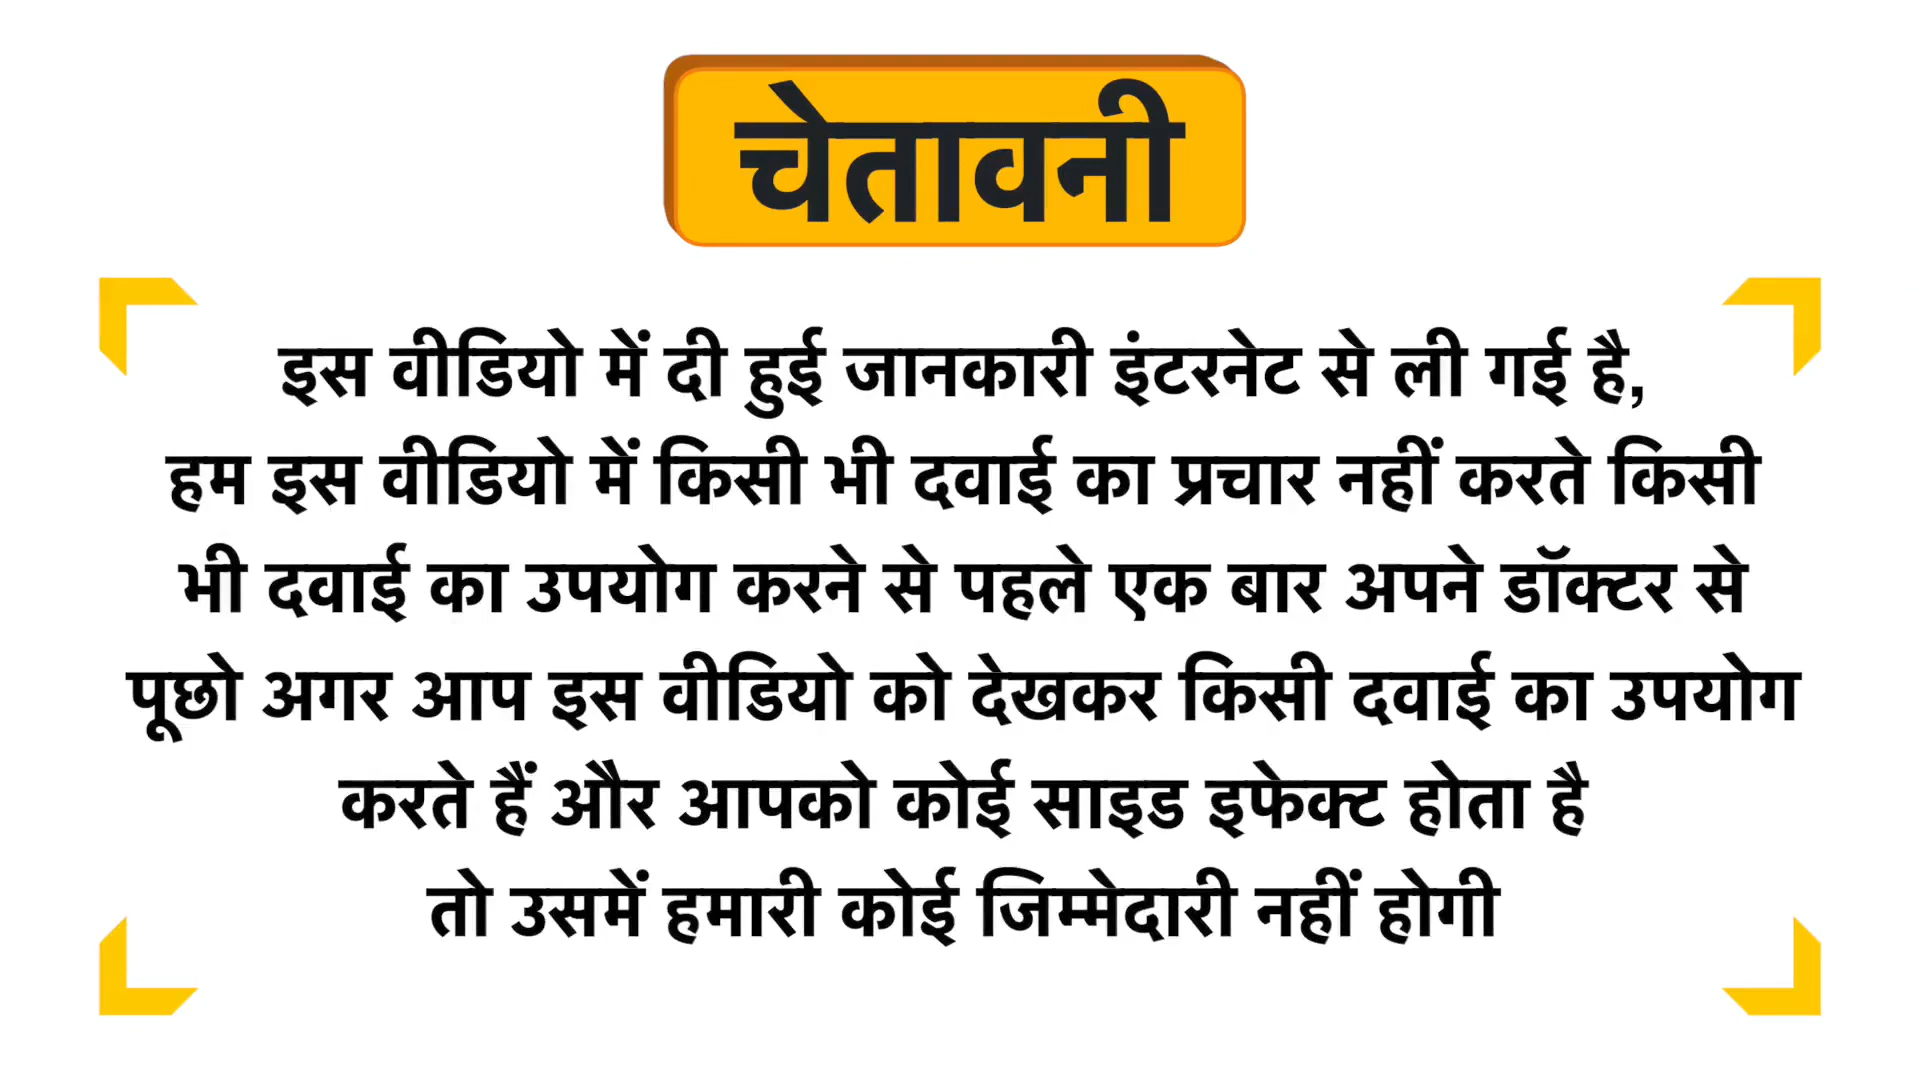 चेतावनी
इस वीडियो में दी हुई जानकारी इंटरनेट से ली गई है,
हम इस वीडियो में किसी भी दवाई का प्रचार नहीं करते किसी
भी दवाई का उपयोग करने से पहले एक बार अपने डॉक्टर से
पूछो अगर आप इस वीडियो को देखकर किसी दवाई का उपयोग
करते हैं और आपको कोई साइड इफेक्ट होता है
तो उसमें हमारी कोई जिम्मेदारी नहीं होगी